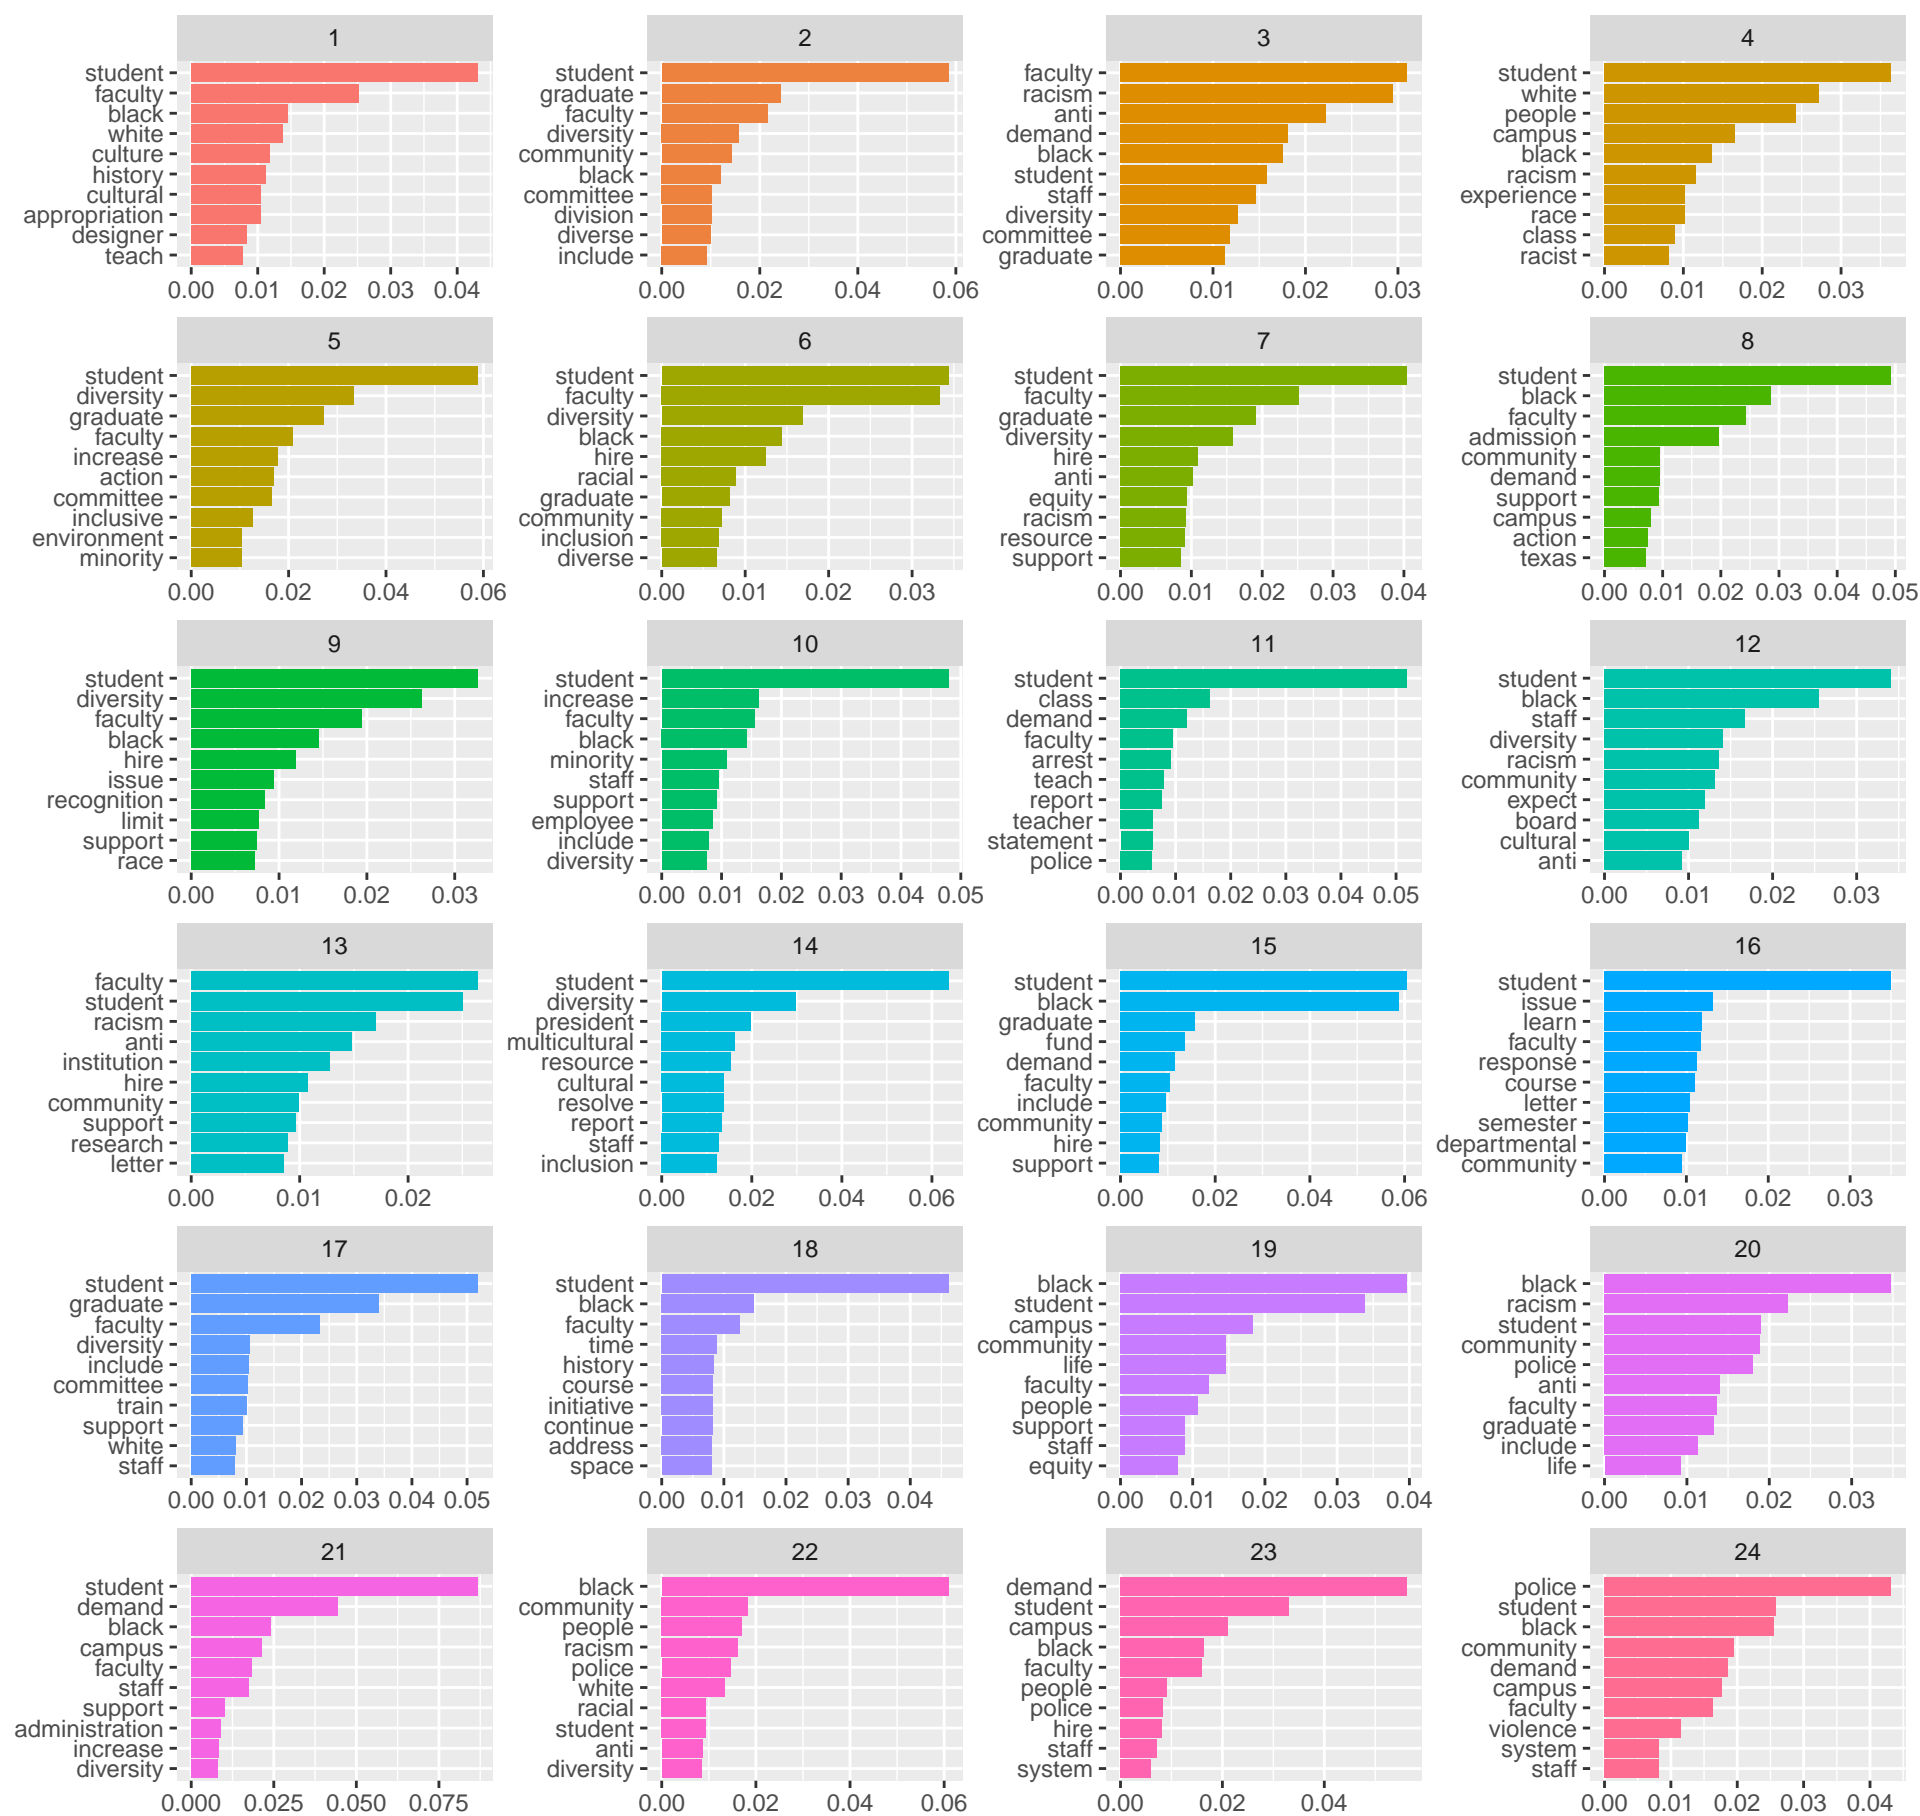 1
student
faculty
black
white
culture
history
cultural
appropriation
designer
teach
0.00 0.01 0.02 0.03 0.04
2
student
graduate
faculty
diversity
community
black
committee
division
diverse
include
0.00 0.02 0.04 0.06
3
faculty
racism
anti
demand
black
student
staff
diversity
committee
graduate
0.00 0.01 0.02 0.03
4
student
white
people
campus
black
racism
experience
race
class
racist
0.00 0.01 0.02 0.03
5
student
diversity
graduate
faculty
increase
action
committee
inclusive
environment
minority
0.00 0.02 0.04 0.06
6
student
faculty
diversity
black
hire
racial
graduate
community
inclusion
diverse
0.00 0.01 0.02 0.03
7
student
faculty
graduate
diversity
hire
anti
equity
racism
resource
support
0.00 0.01 0.02 0.03 0.04
8
student
black
faculty
admission
community
demand
support
campus
action
texas
0.00 0.01 0.02 0.03 0.04 0.05
9
student
diversity
faculty
black
hire
issue
recognition
limit
support
race
0.00 0.01 0.02 0.03
10
student
increase
faculty
black
minority
staff
support
employee
include
diversity
0.00 0.01 0.02 0.03 0.04 0.05
11
student
class
demand
faculty
arrest
teach
report
teacher
statement
police
0.00 0.01 0.02 0.03 0.04 0.05
12
student
black
staff
diversity
racism
community
expect
board
cultural
anti
0.00 0.01 0.02 0.03
13
faculty
student
racism
anti
institution
hire
community
support
research
letter
0.00 0.01 0.02
14
student
diversity
president
multicultural
resource
cultural
resolve
report
staff
inclusion
0.00 0.02 0.04 0.06
15
student
black
graduate
fund
demand
faculty
include
community
hire
support
0.00 0.02 0.04 0.06
16
student
issue
learn
faculty
response
course
letter
semester
departmental
community
0.00 0.01 0.02 0.03
17
student
graduate
faculty
diversity
include
committee
train
support
white
staff
0.00 0.01 0.02 0.03 0.04 0.05
18
student
black
faculty
time
history
course
initiative
continue
address
space
0.00 0.01 0.02 0.03 0.04
19
black
student
campus
community
life
faculty
people
support
staff
equity
0.00 0.01 0.02 0.03 0.04
20
black
racism
student
community
police
anti
faculty
graduate
include
life
0.00 0.01 0.02 0.03
21
student
demand
black
campus
faculty
staff
support
administration
increase
diversity
0.000 0.025 0.050 0.075
22
black
community
people
racism
police
white
racial
student
anti
diversity
0.00 0.02 0.04 0.06
23
demand
student
campus
black
faculty
people
police
hire
staff
system
0.00 0.02 0.04
24
police
student
black
community
demand
campus
faculty
violence
system
staff
0.00 0.01 0.02 0.03 0.04